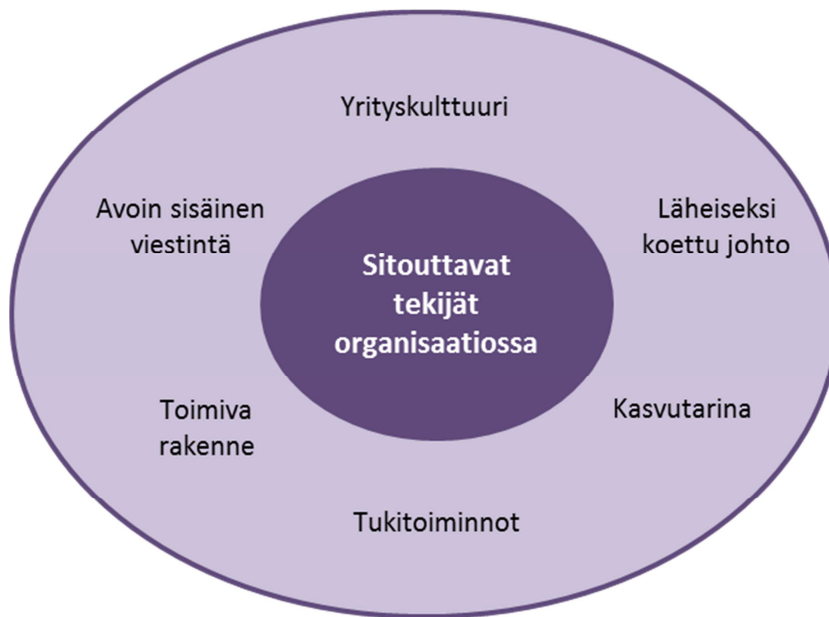 Yrityskulttuuri
Avoin sisäinen
viestintä
Läheiseksi
koettu johto
Sitouttavat
tekijät
organisaatiossa
Toimiva
rakenne
Kasvutarina
Tukitoiminnot